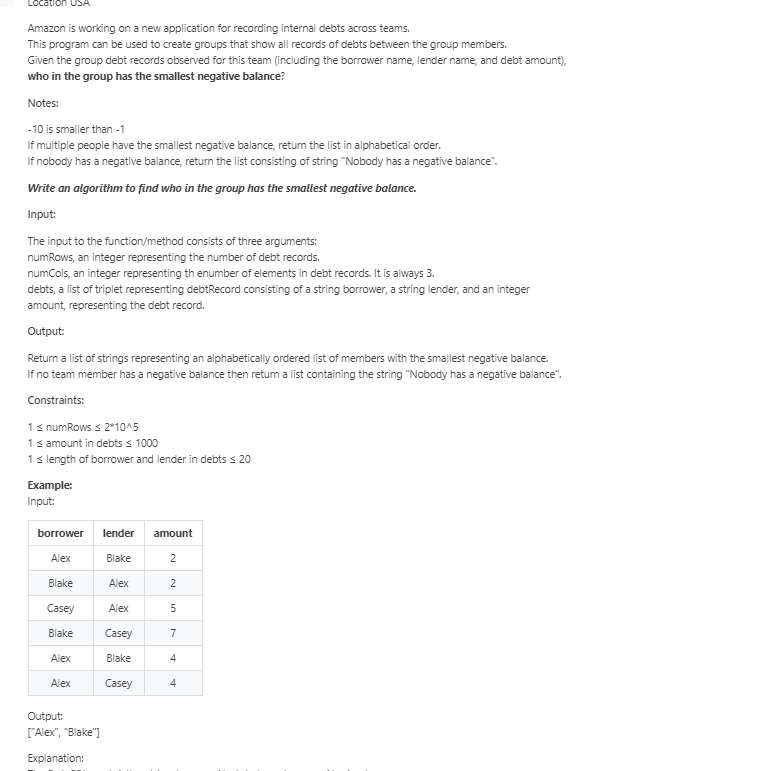 Location USA
Amazon is working on a new application for recording internal debts across teams.
This program can be used to create groups that show all records of debts between the group members.
Given the group debt records observed for this team (including the borrower name, lender name, and debt amount),
who in the group has the smallest negative balance?
Notes:
-10 is smaller than -1
If multiple people have the smallest negative balance, return the list in alphabetical order.
If nobody has a negative balance, return the list consisting of string "Nobody has a negative balance".
Write an algorithm to find who in the group has the smallest negative balance.
Input:
The input to the function/method consists of three arguments:
numRows, an integer representing the number of debt records.
numCols, an integer representing th enumber of elements in debt records. It is always 3.
debts, a list of triplet representing debtRecord consisting of a string borrower, a string lender, and an integer
amount, representing the debt record.
Output:
Return a list of strings representing an alphabetically ordered list of members with the smallest negative balance.
If no team member has a negative balance then return a list containing the string "Nobody has a negative balance".
Constraints:
1 ≤ numRows ≤ 2*10^5
1 ≤ amount in debts ≤ 1000
1 ≤ length of borrower and lender in debts ≤ 20
Example:
Input:
borrower lender amount
Alex Blake 2
Blake Alex 2
Casey Alex 5
Blake Casey 7
Alex Blake 4
Alex Casey 4
Output:
["Alex", "Blake"]
Explanation: